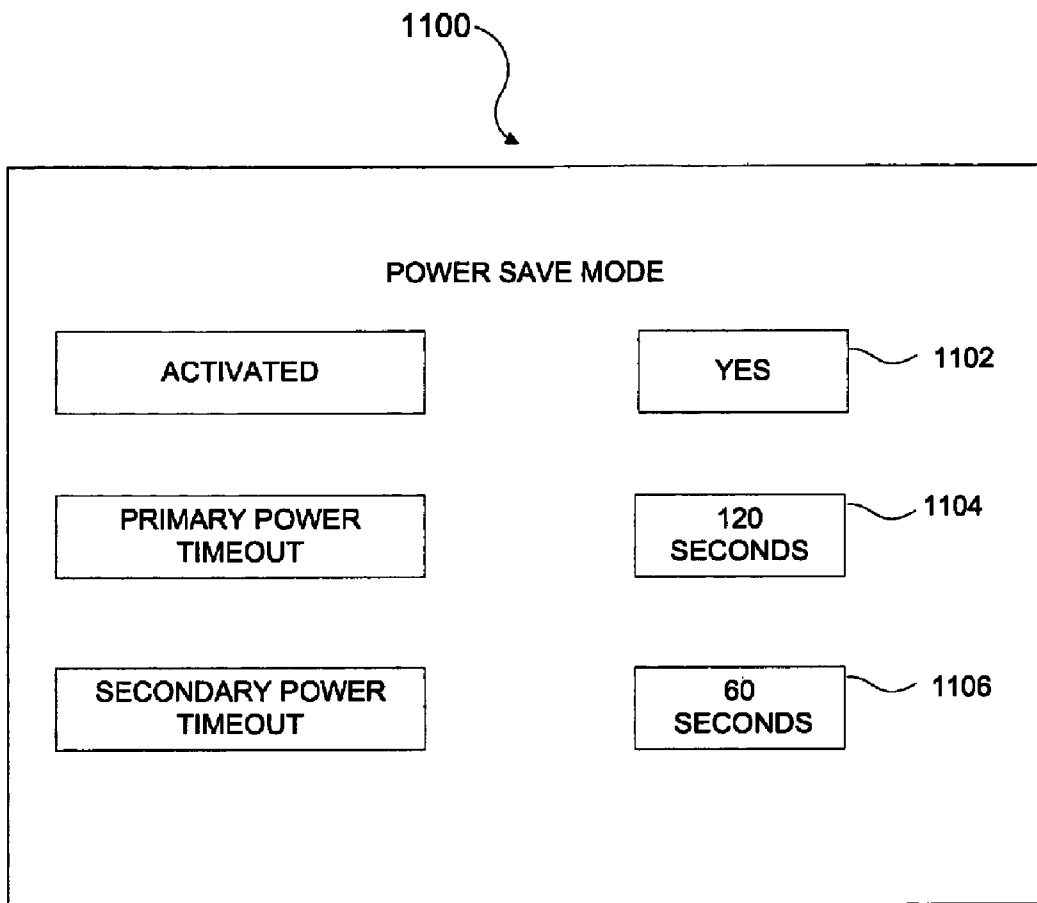 1100
POWER SAVE MODE
ACTIVATED
YES
1102
PRIMARY POWER
TIMEOUT
120
SECONDS
1104
SECONDARY POWER
TIMEOUT
60
SECONDS
1106